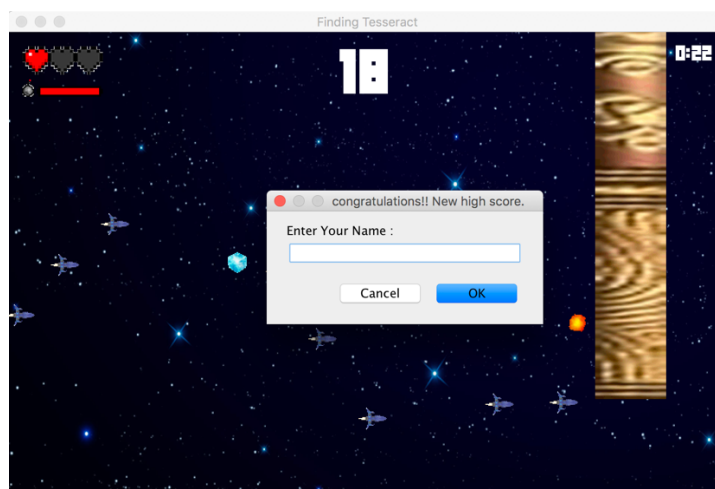 Finding Tesseract
18
0:22
congratulations!! New high score.
Enter Your Name :
Cancel
OK